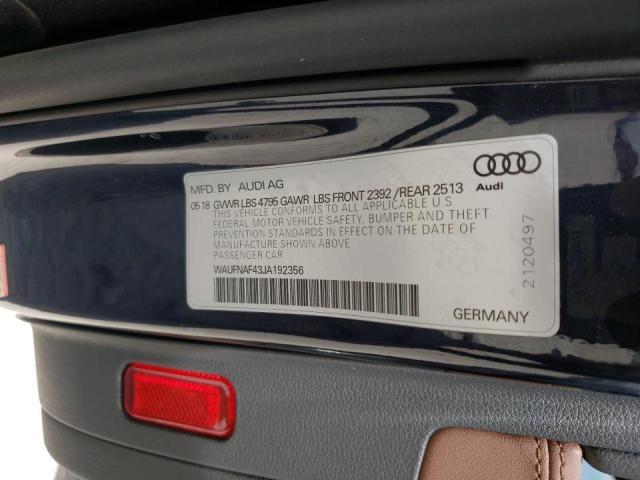 MFD. BY AUDI AG
05 18 GVWR LBS 4795 GAWR LBS FRONT 2392 / REAR 2513
THIS VEHICLE CONFORMS TO ALL APPLICABLE U.S.
FEDERAL MOTOR VEHICLE SAFETY, BUMPER AND THEFT
PREVENTION STANDARDS IN EFFECT ON THE DATE OF
MANUFACTURE SHOWN ABOVE.
PASSENGER CAR
WAUFNAF43JA192356
Audi
2120497
GERMANY